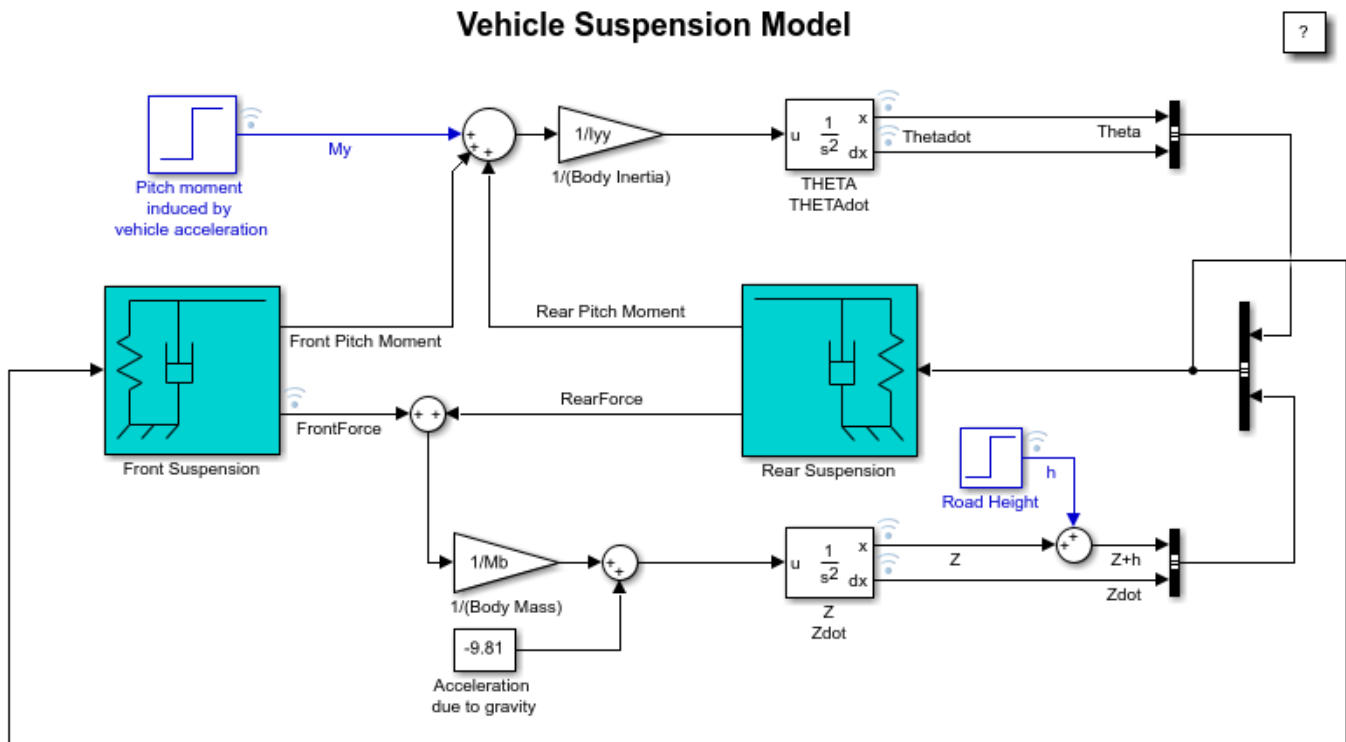 Vehicle Suspension Model
?
My
Pitch moment
induced by
vehicle acceleration
+
+
+
1/Iyy
1/(Body Inertia)
u
1
s2
x
dx
THETA
THETAdot
Thetadot
Theta
Front Pitch Moment
FrontForce
Front Suspension
Rear Pitch Moment
RearForce
Rear Suspension
+ +
h
Road Height
1/Mb
1/(Body Mass)
+
+
-9.81
Acceleration
due to gravity
u
1
s2
x
dx
Z
Zdot
Z
+
+
Z+h
Zdot